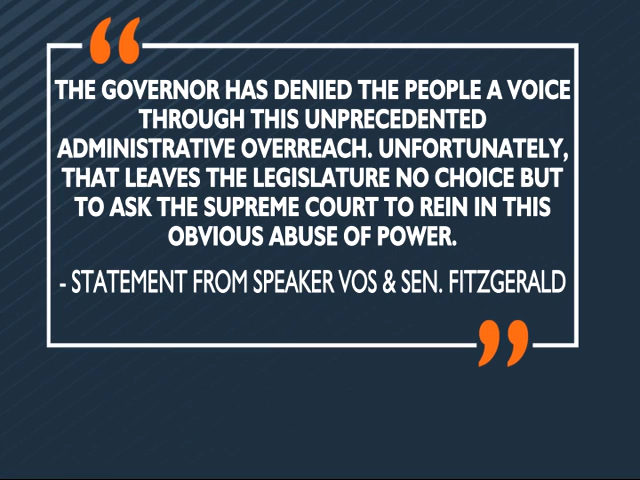 THE GOVERNOR HAS DENIED THE PEOPLE A VOICE
THROUGH THIS UNPRECEDENTED
ADMINISTRATIVE OVERREACH. UNFORTUNATELY,
THAT LEAVES THE LEGISLATURE NO CHOICE BUT
TO ASK THE SUPREME COURT TO REIN IN THIS
OBVIOUS ABUSE OF POWER.
- STATEMENT FROM SPEAKER VOS & SEN. FITZGERALD